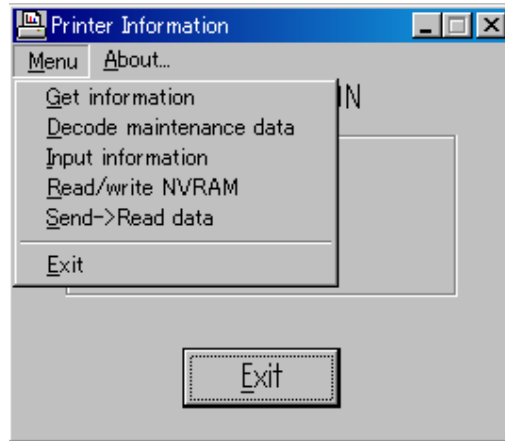 Printer Information
Menu About...
IN
Get information
Decode maintenance data
Input information
Read/write NVRAM
Send->Read data
Exit
Exit